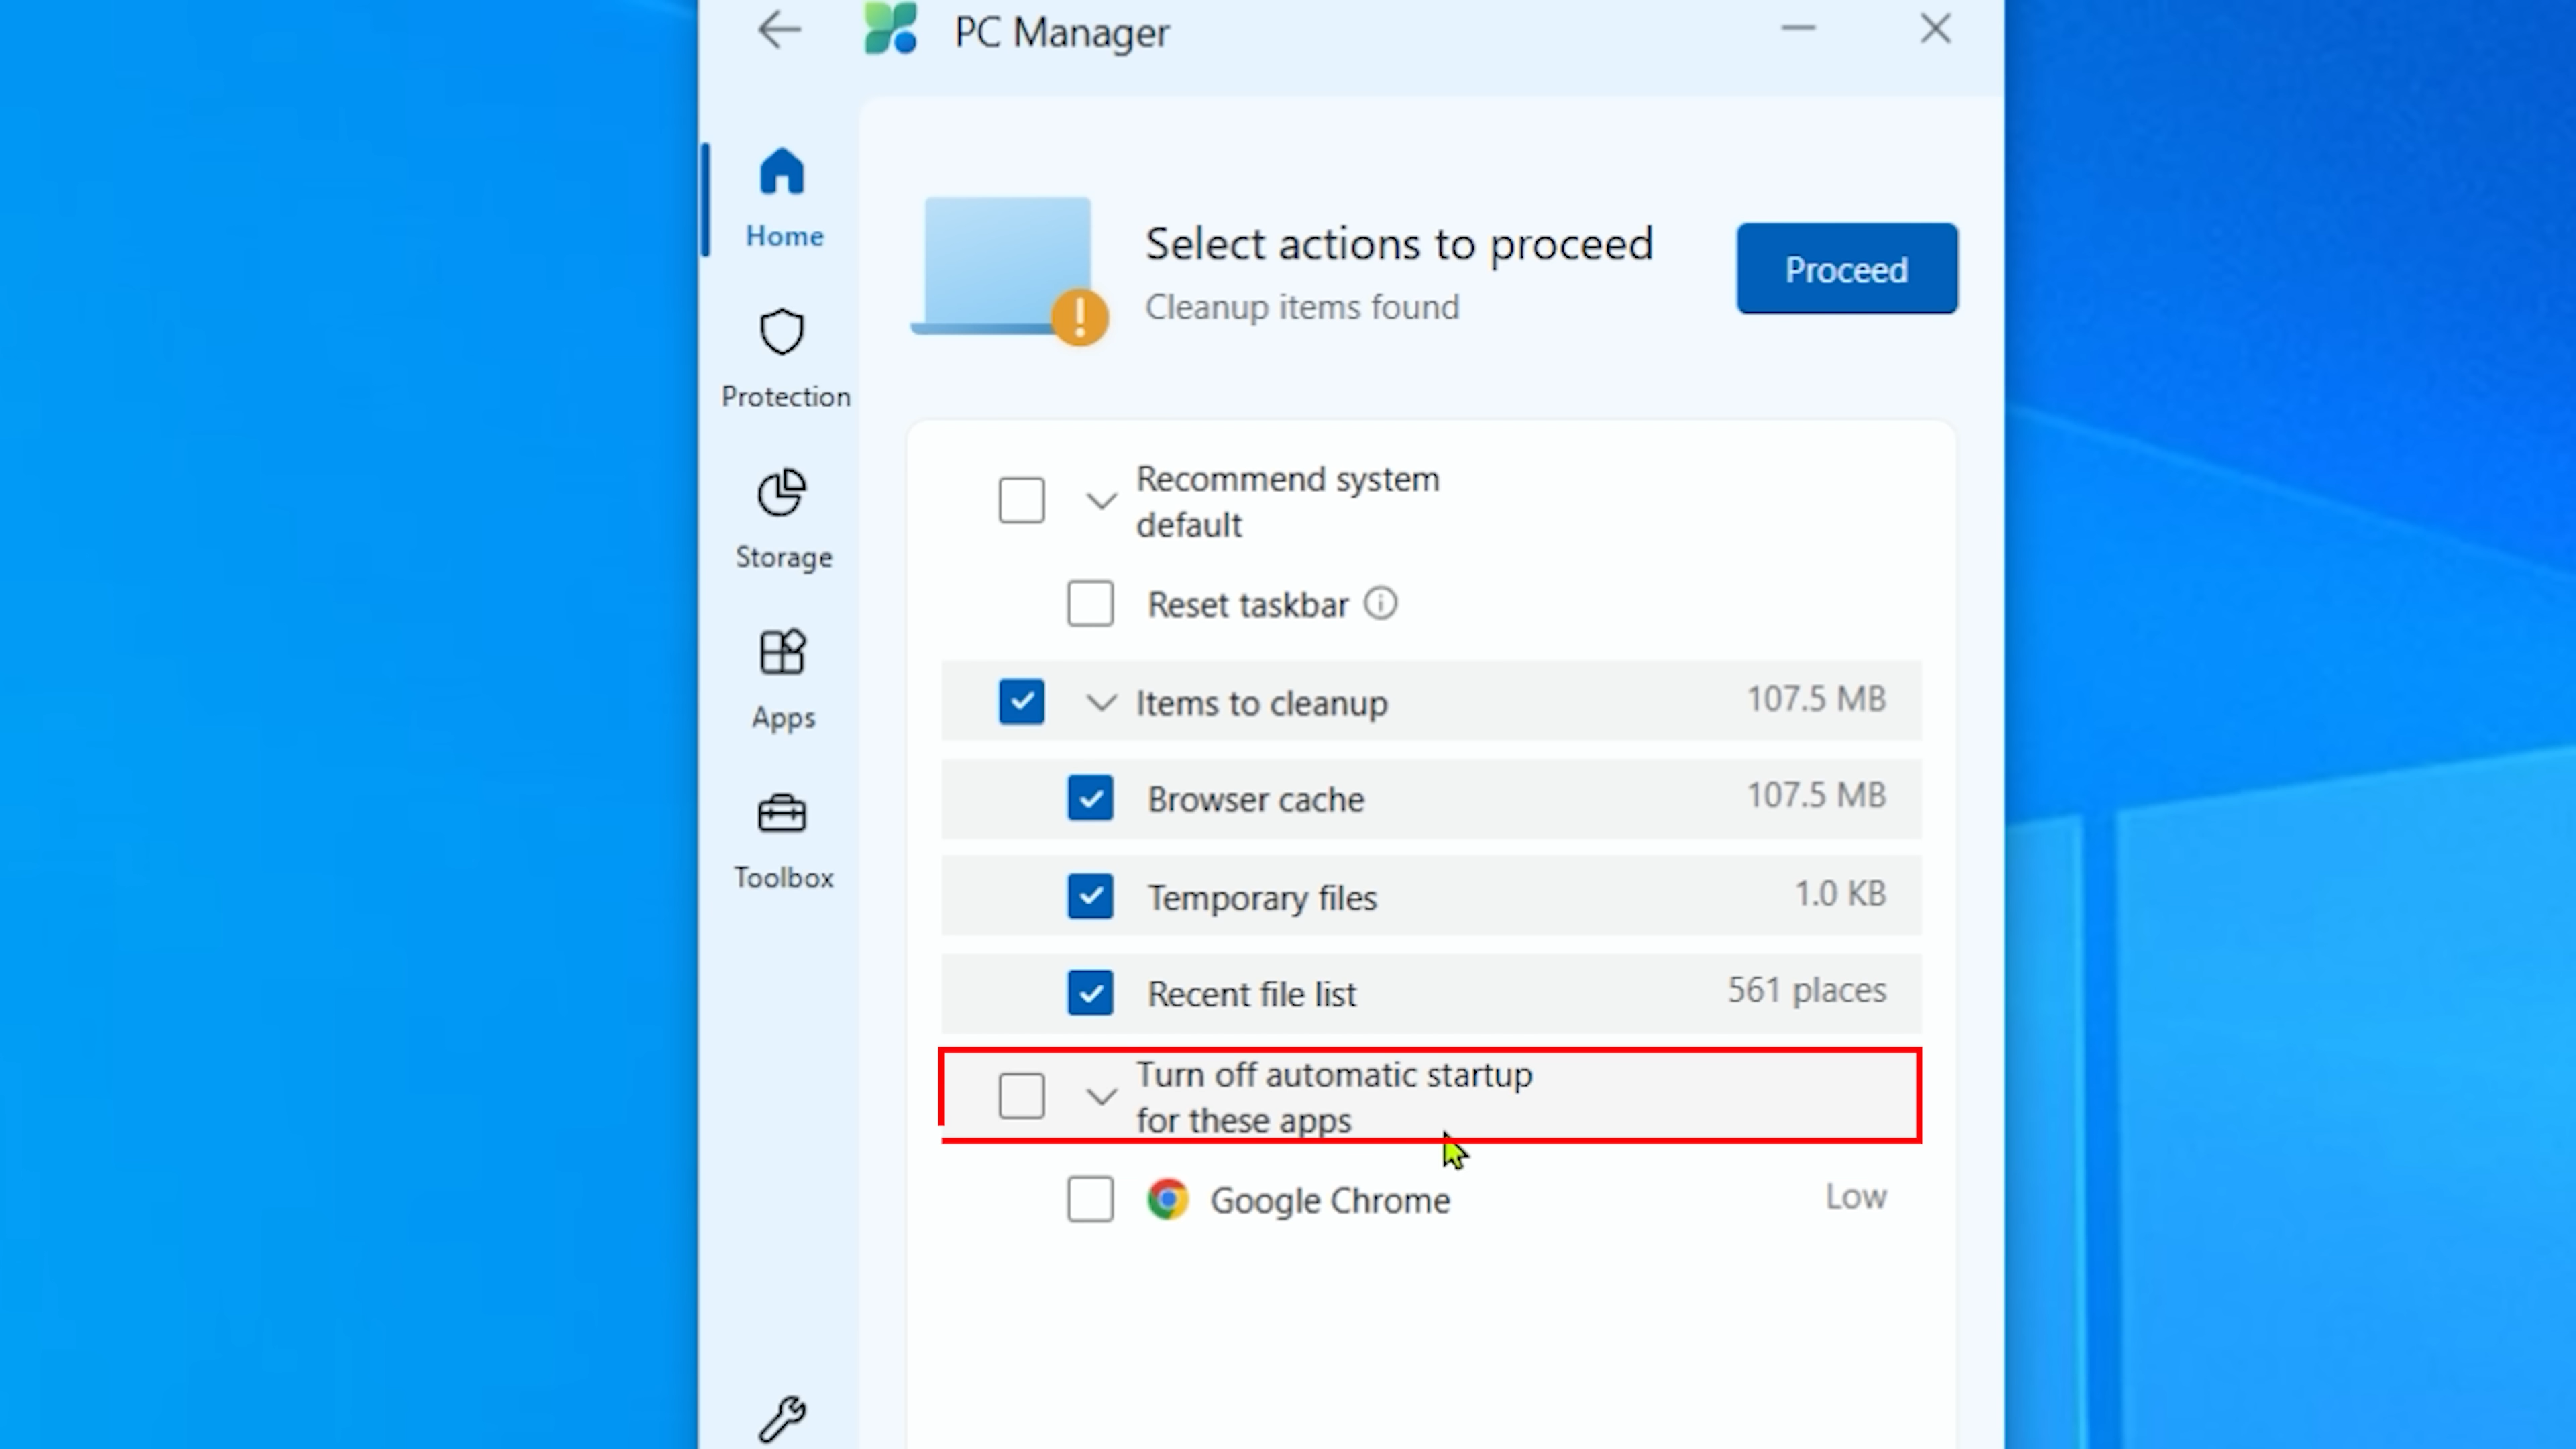 PC Manager
Home
Protection
Storage
Apps
Toolbox
Select actions to proceed
Cleanup items found
Proceed
Recommend system
default
Reset taskbar
Items to cleanup 107.5 MB
Browser cache 107.5 MB
Temporary files 1.0 KB
Recent file list 561 places
Turn off automatic startup
for these apps
Google Chrome Low